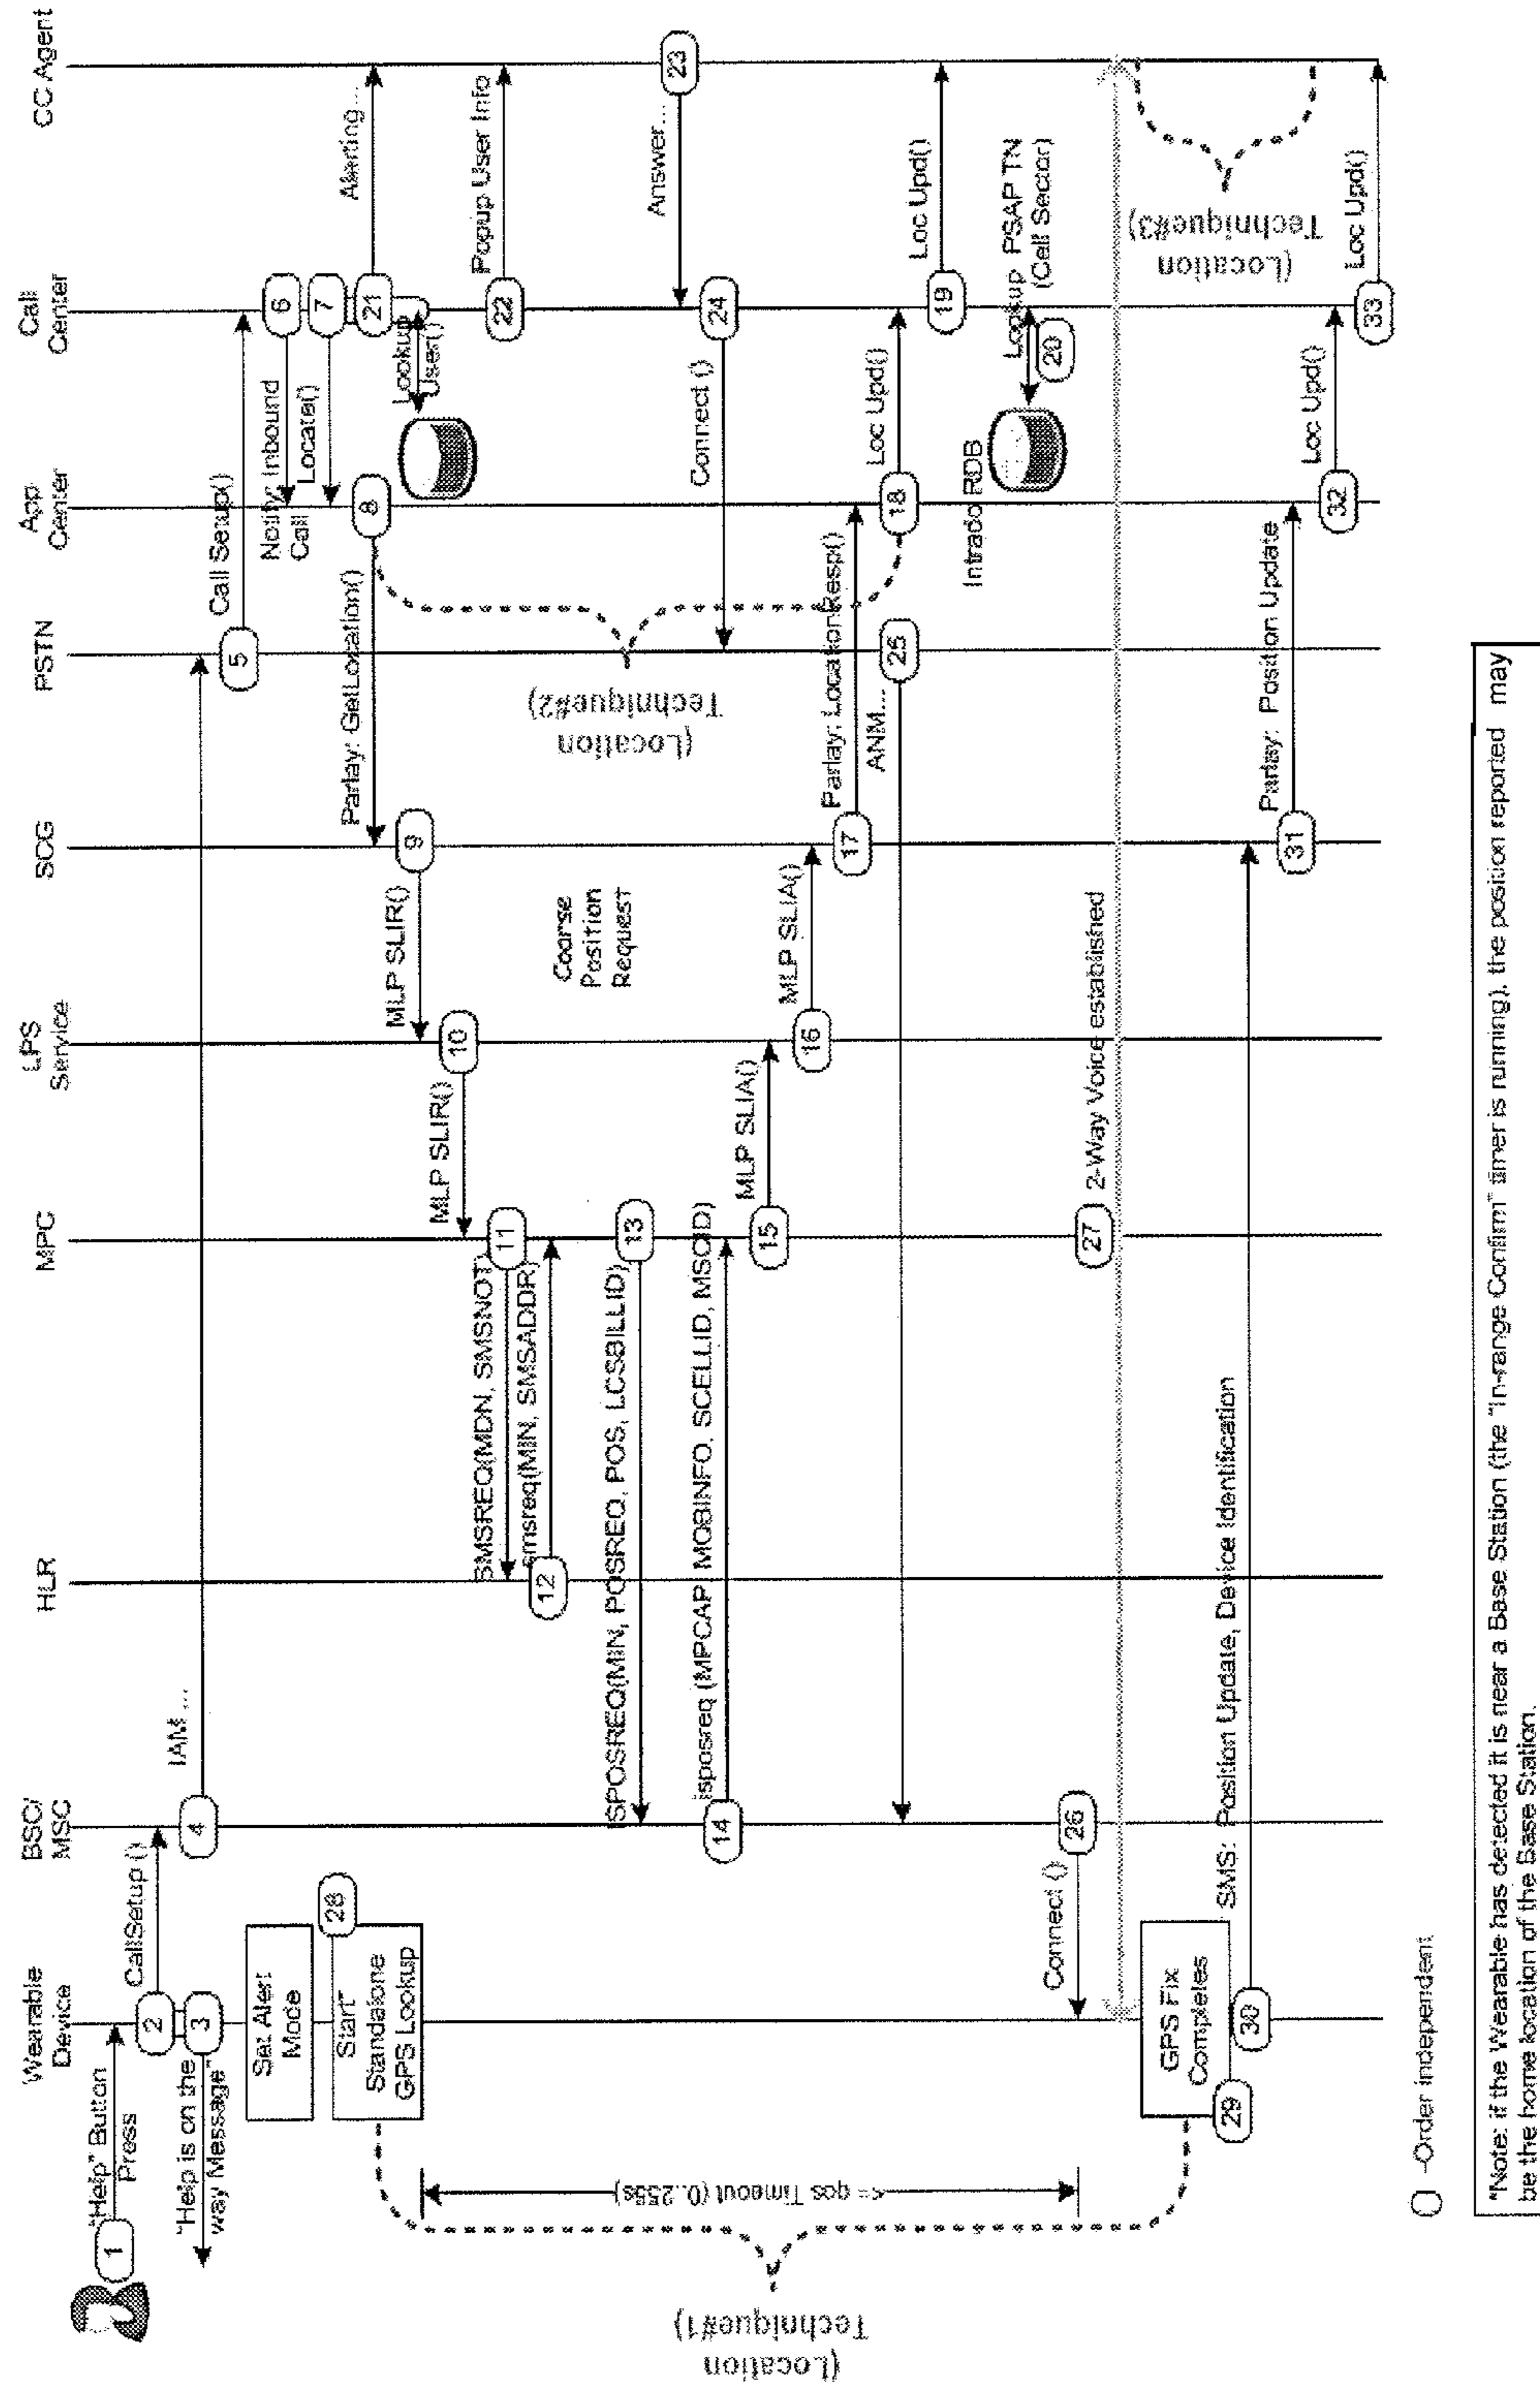 Wearable
Device
BSC/
MSC
HLR
MPC
LPS
Service
SCG
PSTN
App
Center
Call
Center
CC Agent
1
"Help" Button
Press
2
CallSetup ()
3
"Help is on the
way Message"
4
IAM ...
5
Call Setup()
Set Alert
Mode
6
Notify: Inbound
Call
7
Locate()
28
Start*
Standalone
GPS Lookup
8
Parlay: GetLocation()
21
Alerting...
Lookup
User()
9
MLP SLIR()
10
MLP SLIR()
22
Popup User Info
11
SMSREQ(MDN, SMSNOT)
12
smsreq(MIN, SMSADDR)
Coarse
Position
Request
13
ISPOSREQ(MIN, POSREQ, POS, LCSBILLID)
23
Answer...
24
Connect ()
14
isposreq (MPCAP, MOBINFO, SCELLID, MSCID)
(Location
Technique#2)
15
MLP SLIA()
16
MLP SLIA()
17
Parlay: LocationResp()
18
Loc Upd()
25
ANM...
19
Loc Upd()
Intrado RDB
20
Lookup PSAP TN
(Call Sector)
<= qos Timeout (0..255s)
(Location
Technique#1)
26
Connect ()
27
2-Way Voice established
GPS Fix
Completes
29
(Location
Technique#3)
30
SMS: Position Update, Device Identification
31
Parlay: Position Update
32
Loc Upd()
33
Loc Upd()
-Order independent
*Note: if the Wearable has detected it is near a Base Station (the "In-range Confirm" timer is running), the position reported may
be the home location of the Base Station.